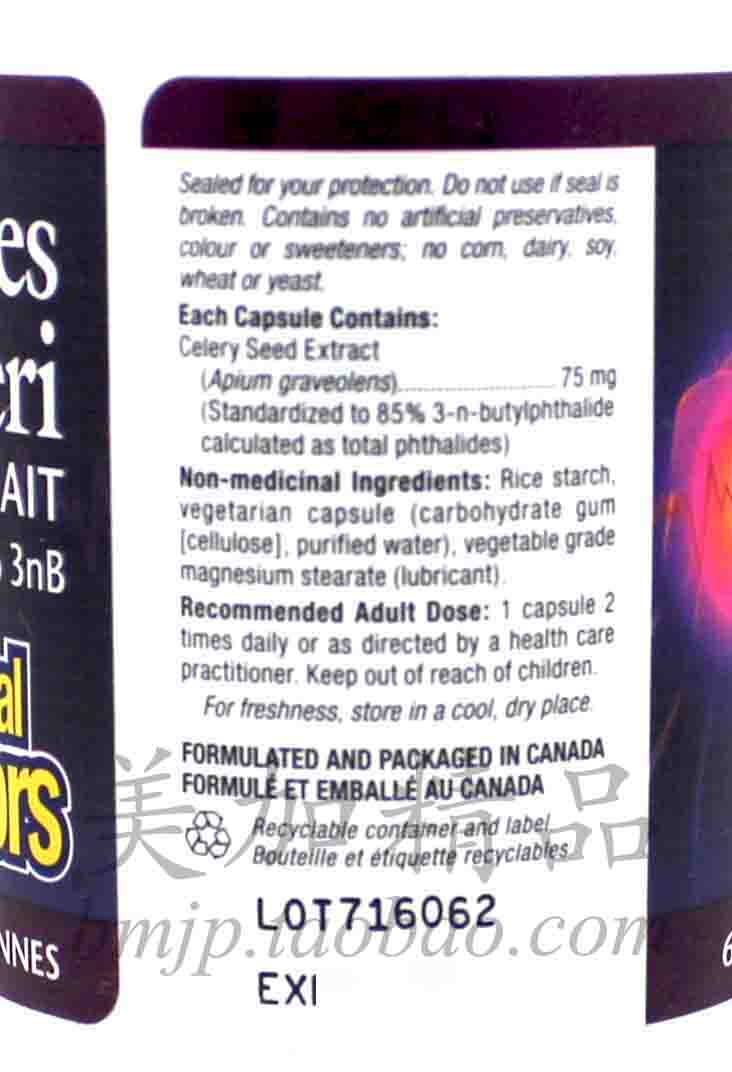 es
ri
AIT
3nB
al
ors
NNES
Sealed for your protection. Do not use if seal is
broken. Contains no artificial preservatives,
colour or sweeteners; no corn, dairy, soy,
wheat or yeast.
Each Capsule Contains:
Celery Seed Extract
(Apium graveolens)........................ 75 mg
(Standardized to 85% 3-n-butylphthalide
calculated as total phthalides)
Non-medicinal Ingredients: Rice starch,
vegetarian capsule (carbohydrate gum
[cellulose], purified water), vegetable grade
magnesium stearate (lubricant).
Recommended Adult Dose: 1 capsule 2
times daily or as directed by a health care
practitioner. Keep out of reach of children.
For freshness, store in a cool, dry place.
FORMULATED AND PACKAGED IN CANADA
FORMULÉ ET EMBALLÉ AU CANADA
Recyclable container and label.
Bouteille et étiquette recyclables.
美加精品
bmjp.taobao.com
LOT716062
EXI
6